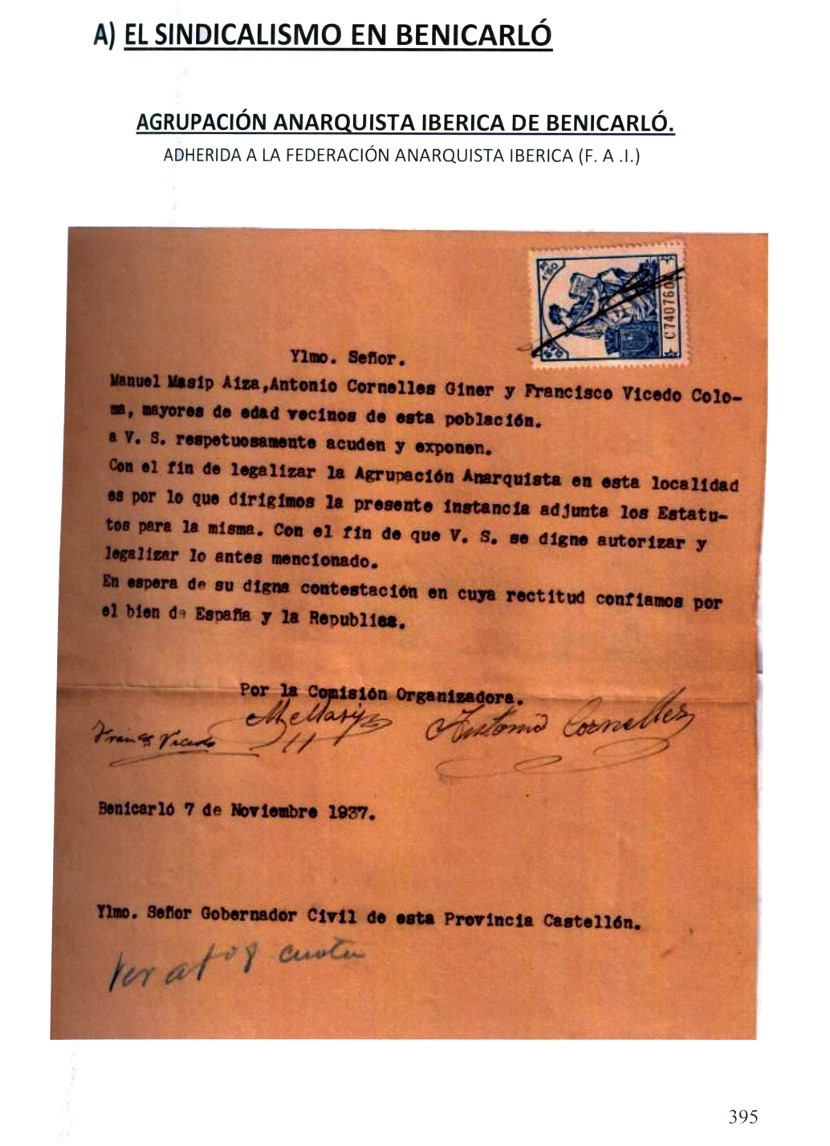 A) EL SINDICALISMO EN BENICARLÓ
AGRUPACIÓN ANARQUISTA IBERICA DE BENICARLÓ.
ADHERIDA A LA FEDERACIÓN ANARQUISTA IBERICA (F. A .I.)
C740760
Ylmo. Señor.
Manuel Masip Aiza,Antonio Cornelles Giner y Francisco Vicedo Colo-
ma, mayores de edad vecinos de esta población.
a V. S. respetuosamente acuden y exponen.
Con el fin de legalizar la Agrupación Anarquista en esta localidad
es por lo que dirigimos la presente instancia adjunta los Estatu-
tos para la misma. Con el fin de que V. S. se digne autorizar y
legalizar lo antes mencionado.
En espera de su digna contestación en cuya rectitud confiamos por
el bien de España y la Republica.
Por la Comisión Organizadora.
Vicedo MMasip Antonio Cornelles
Benicarló 7 de Noviembre 1937.
Ylmo. Señor Gobernador Civil de esta Provincia Castellón.
cuota
395